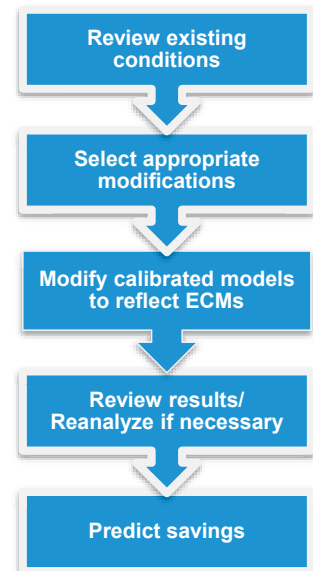 Review existing
conditions
Select appropriate
modifications
Modify calibrated models
to reflect ECMs
Review results/
Reanalyze if necessary
Predict savings